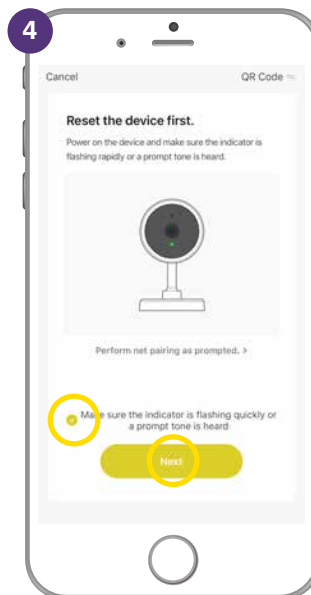 4
Cancel QR Code
Reset the device first.
Power on the device and make sure the indicator is
flashing rapidly or a prompt tone is heard.
Perform net pairing as prompted. >
Make sure the indicator is flashing quickly or
a prompt tone is heard
Next